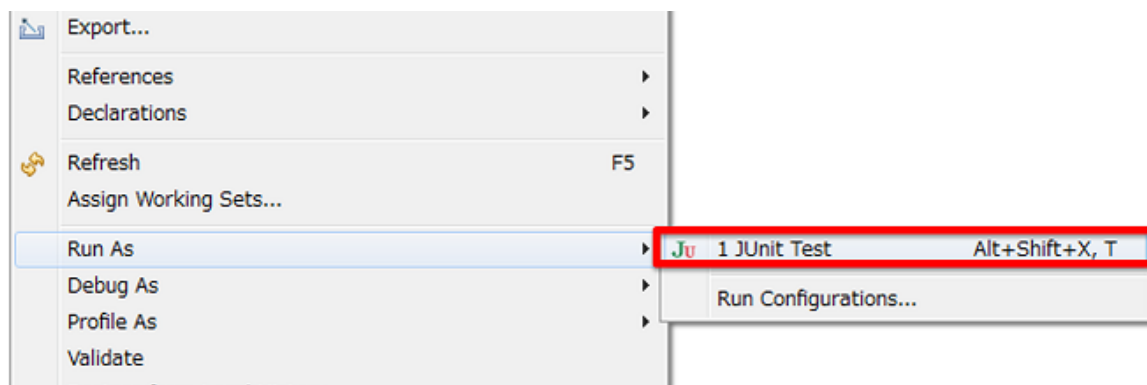 Export...
References
Declarations
Refresh F5
Assign Working Sets...
Run As
JU 1 JUnit Test Alt+Shift+X, T
Debug As
Run Configurations...
Profile As
Validate